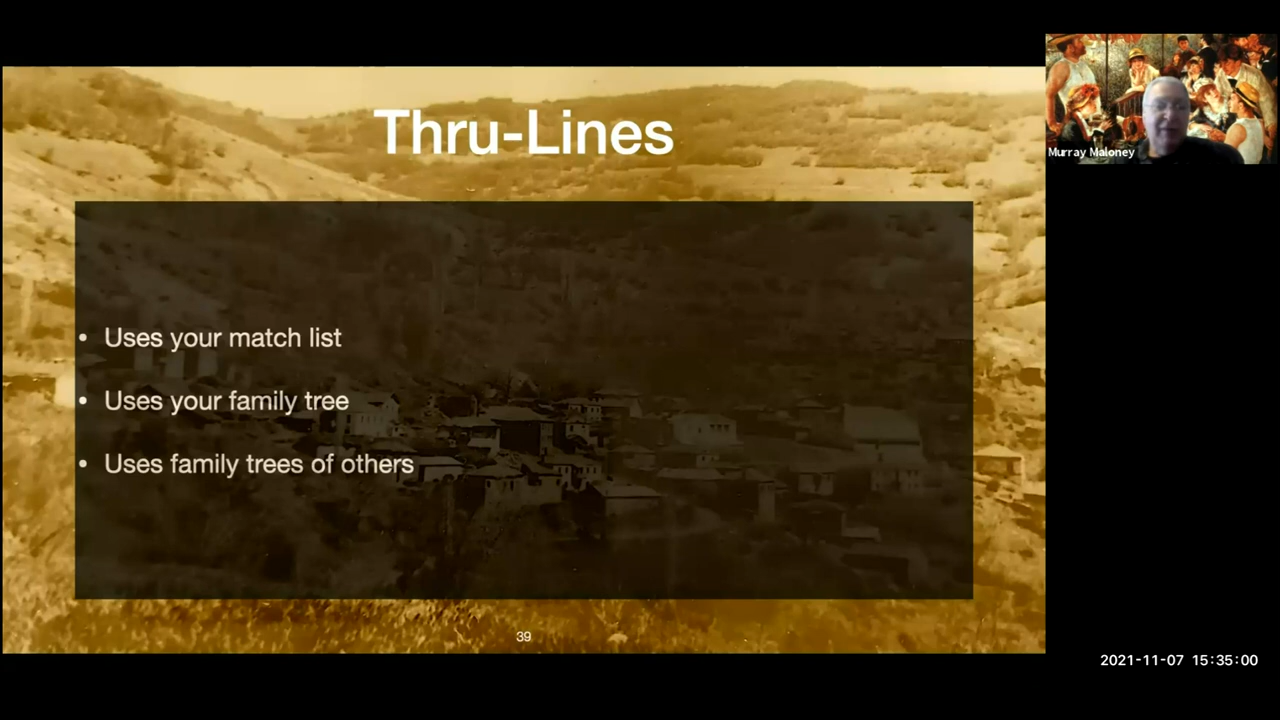 Thru-Lines
• Uses your match list
• Uses your family tree
• Uses family trees of others
39
Murray Maloney
2021-11-07 15:35:00